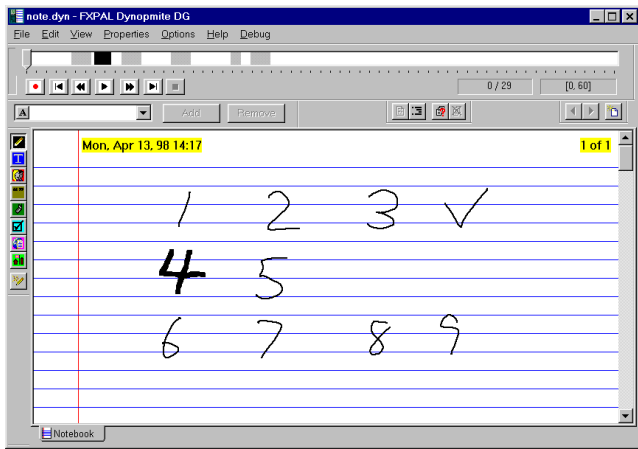 note.dyn - FXPAL Dynopmite DG
File Edit View Properties Options Help Debug
0 / 29 [0, 60]
A Add Remove
Mon, Apr 13, 98 14:17 1 of 1
1 2 3 √
4 5
6 7 8 9
Notebook